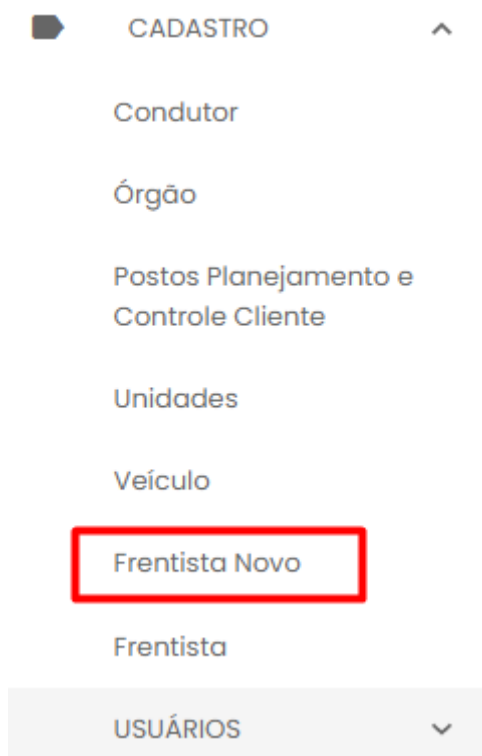 CADASTRO
Condutor
Órgão
Postos Planejamento e
Controle Cliente
Unidades
Veículo
Frentista Novo
Frentista
USUÁRIOS